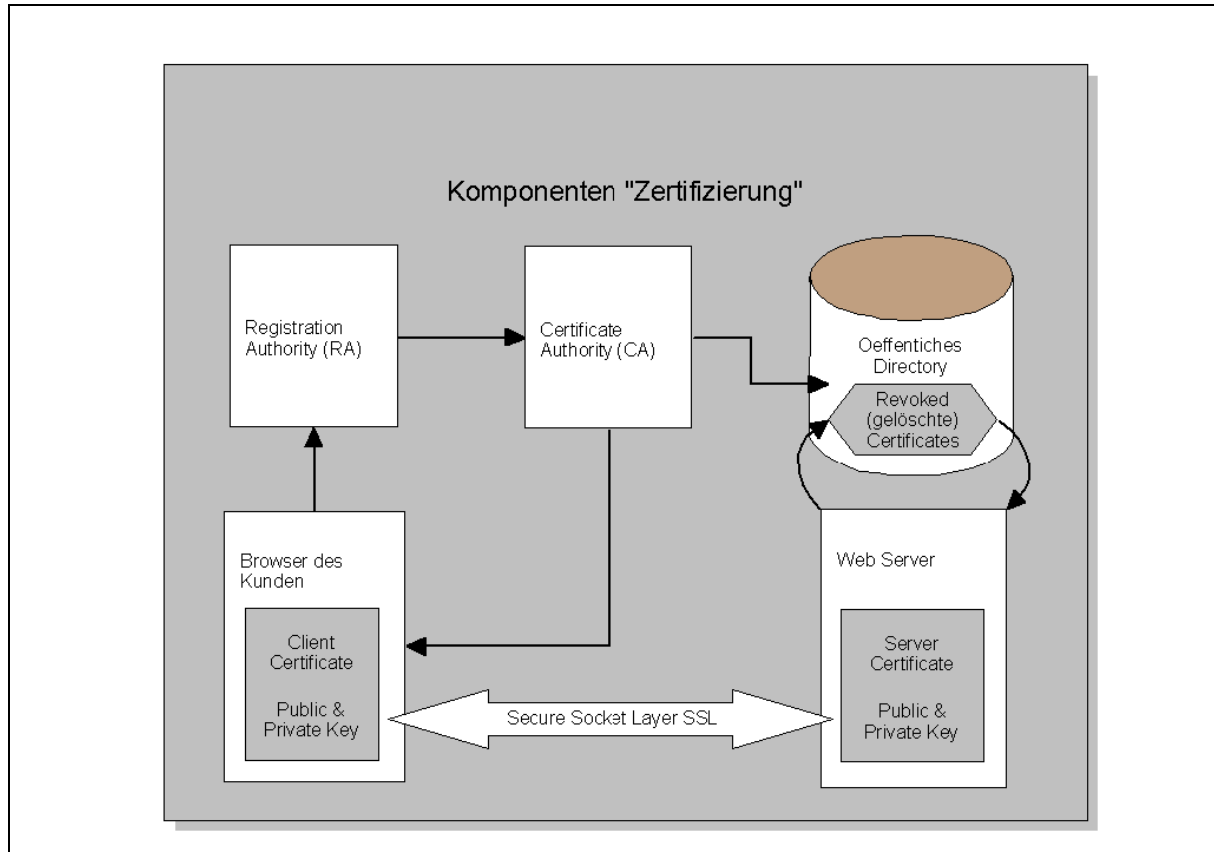 Komponenten "Zertifizierung"
Registration
Authority (RA)
Certificate
Authority (CA)
Oeffentiches
Directory
Revoked
(gelöschte)
Certificates
Browser des
Kunden
Client
Certificate
Public &
Private Key
Secure Socket Layer SSL
Web Server
Server
Certificate
Public &
Private Key